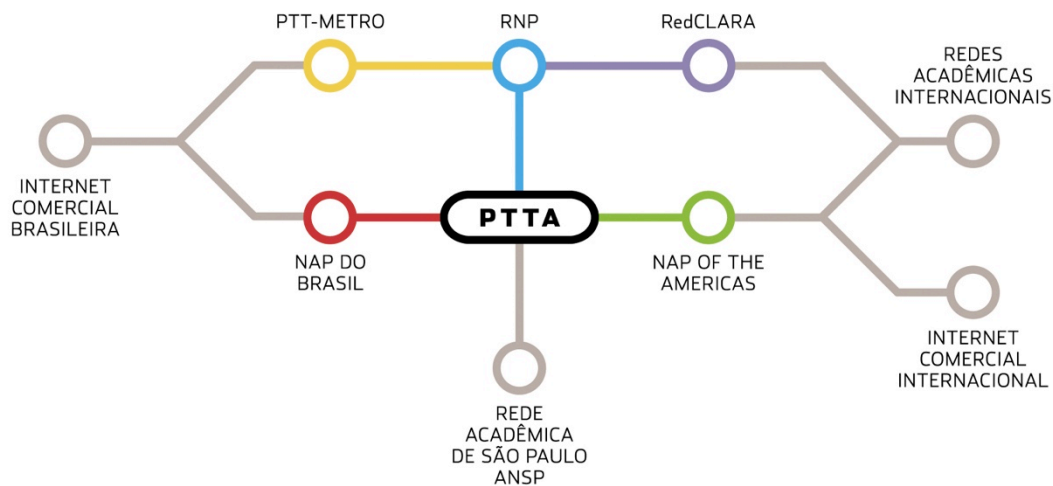 PTT-METRO
RNP
RedCLARA
REDES
ACADÊMICAS
INTERNACIONAIS
INTERNET
COMERCIAL
BRASILEIRA
PTTA
NAP DO
BRASIL
NAP OF THE
AMERICAS
INTERNET
COMERCIAL
INTERNACIONAL
REDE
ACADÊMICA
DE SÃO PAULO
ANSP